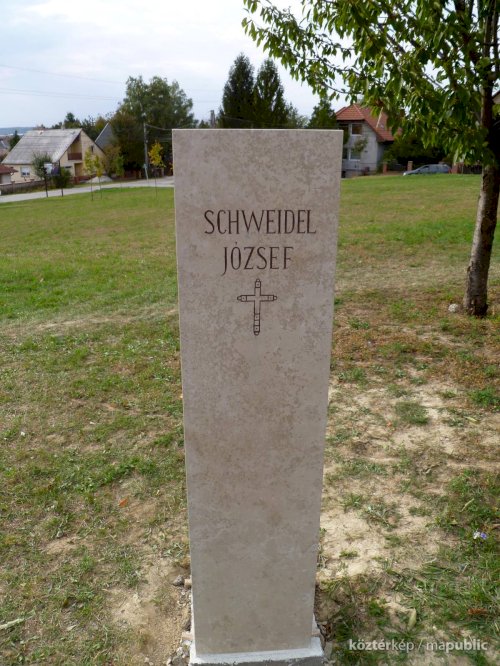 SCHWEIDEL
JÓZSEF
köztérkép / mapublic